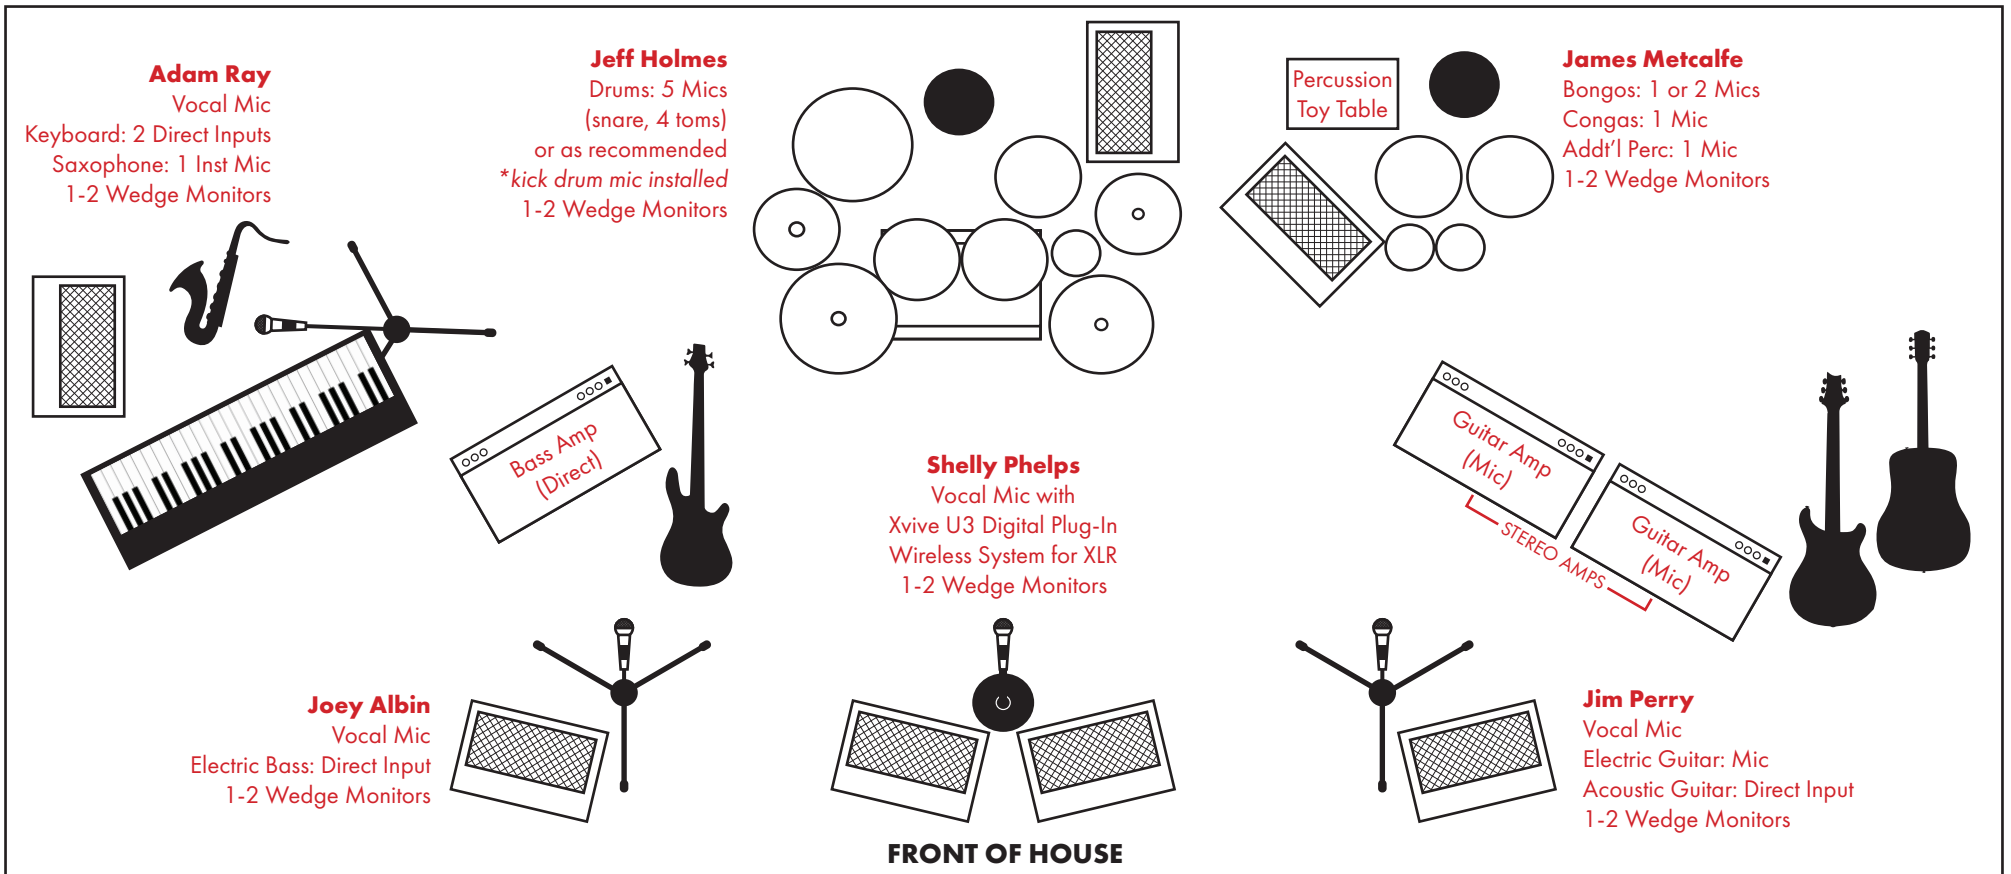 Adam Ray
Vocal Mic
Keyboard: 2 Direct Inputs
Saxophone: 1 Inst Mic
1-2 Wedge Monitors
Jeff Holmes
Drums: 5 Mics
(snare, 4 toms)
or as recommended
*kick drum mic installed
1-2 Wedge Monitors
Percussion
Toy Table
James Metcalfe
Bongos: 1 or 2 Mics
Congas: 1 Mic
Addt'l Perc: 1 Mic
1-2 Wedge Monitors
Bass Amp
(Direct)
Shelly Phelps
Vocal Mic with
Xvive U3 Digital Plug-In
Wireless System for XLR
1-2 Wedge Monitors
Guitar Amp
(Mic)
Guitar Amp
(Mic)
STEREO AMPS
Joey Albin
Vocal Mic
Electric Bass: Direct Input
1-2 Wedge Monitors
Jim Perry
Vocal Mic
Electric Guitar: Mic
Acoustic Guitar: Direct Input
1-2 Wedge Monitors
FRONT OF HOUSE